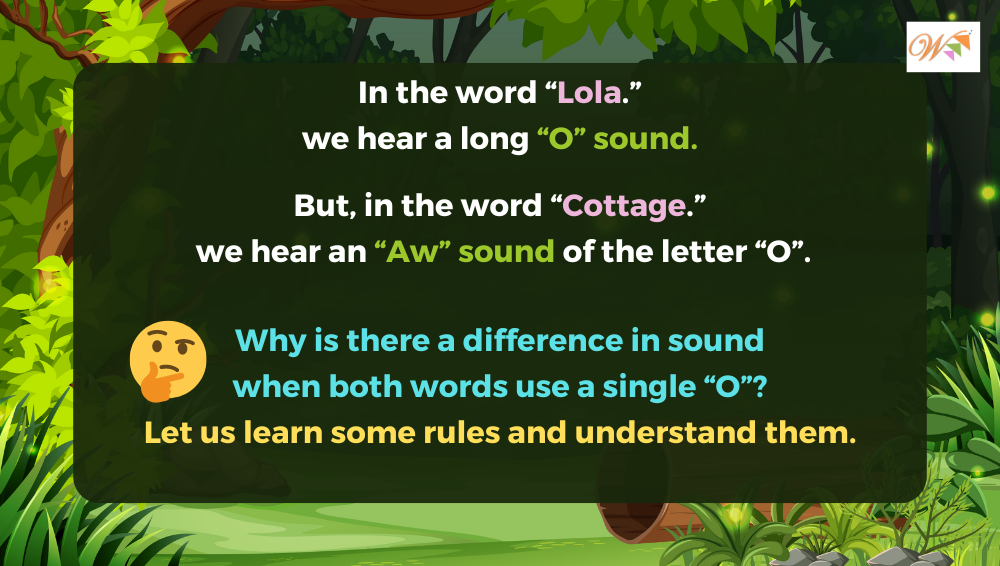 In the word “Lola.”
we hear a long “O” sound.
But, in the word “Cottage.”
we hear an “Aw” sound of the letter “O”.
Why is there a difference in sound
when both words use a single “O”?
Let us learn some rules and understand them.
W